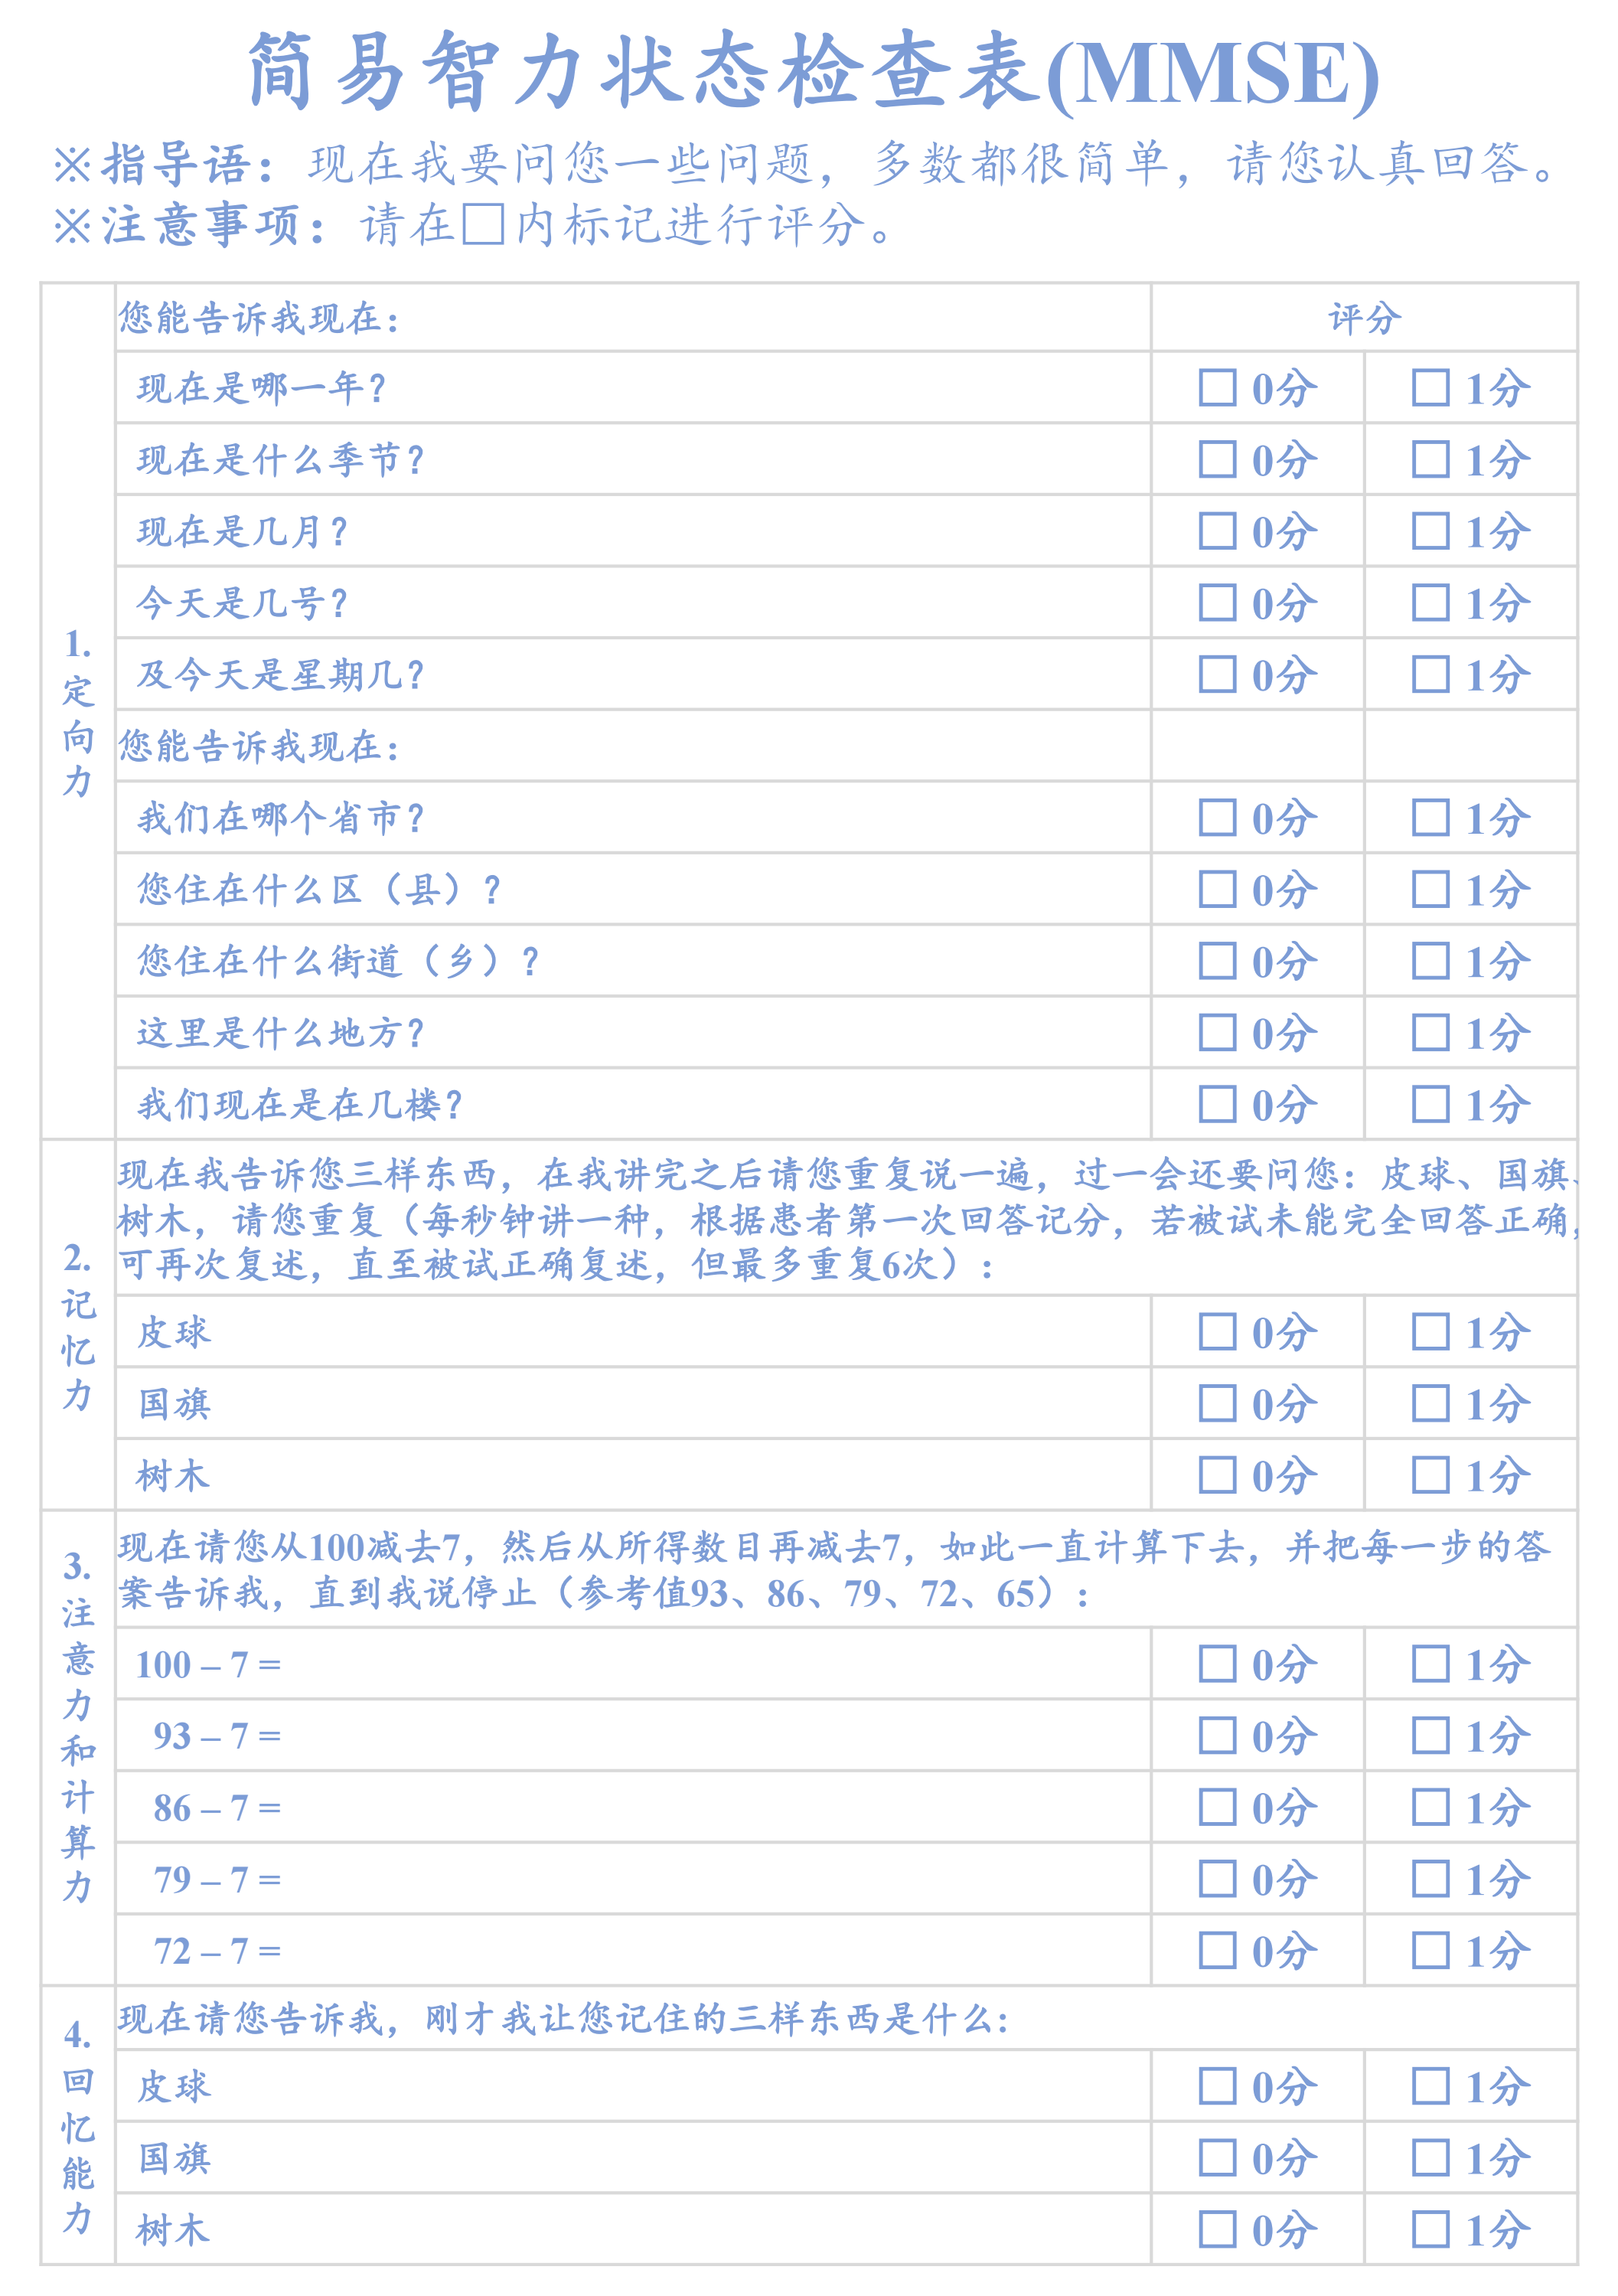 简易智力状态检查表(MMSE)
※指导语：现在我要问您一些问题，多数都很简单，请您认真回答。
※注意事项：请在□内标记进行评分。
1.
定
向
力
您能告诉我现在： 评分
现在是哪一年？ □ 0分 □ 1分
现在是什么季节？ □ 0分 □ 1分
现在是几月？ □ 0分 □ 1分
今天是几号？ □ 0分 □ 1分
及今天是星期几？ □ 0分 □ 1分
您能告诉我现在：
我们在哪个省市？ □ 0分 □ 1分
您住在什么区（县）？ □ 0分 □ 1分
您住在什么街道（乡）？ □ 0分 □ 1分
这里是什么地方？ □ 0分 □ 1分
我们现在是在几楼？ □ 0分 □ 1分
2.
记
忆
力
现在我告诉您三样东西，在我讲完之后请您重复说一遍，过一会还要问您：皮球、国旗、
树木，请您重复（每秒钟讲一种，根据患者第一次回答记分，若被试未能完全回答正确，
可再次复述，直至被试正确复述，但最多重复6次）：
皮球 □ 0分 □ 1分
国旗 □ 0分 □ 1分
树木 □ 0分 □ 1分
3.
注
意
力
和
计
算
力
现在请您从100减去7，然后从所得数目再减去7，如此一直计算下去，并把每一步的答
案告诉我，直到我说停止（参考值93、86、79、72、65）：
100 – 7 = □ 0分 □ 1分
93 – 7 = □ 0分 □ 1分
86 – 7 = □ 0分 □ 1分
79 – 7 = □ 0分 □ 1分
72 – 7 = □ 0分 □ 1分
4.
回
忆
能
力
现在请您告诉我，刚才我让您记住的三样东西是什么：
皮球 □ 0分 □ 1分
国旗 □ 0分 □ 1分
树木 □ 0分 □ 1分